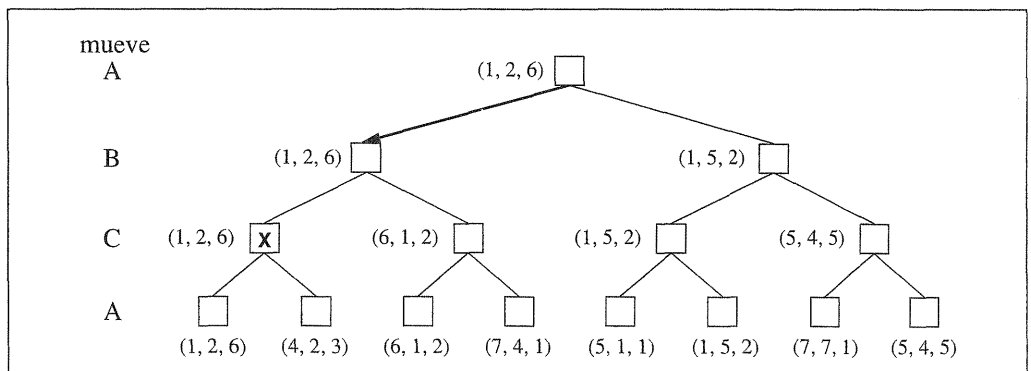 mueve
A (1, 2, 6)
B (1, 2, 6) (1, 5, 2)
C (1, 2, 6) X (6, 1, 2) (1, 5, 2) (5, 4, 5)
A
(1, 2, 6) (4, 2, 3) (6, 1, 2) (7, 4, 1) (5, 1, 1) (1, 5, 2) (7, 7, 1) (5, 4, 5)